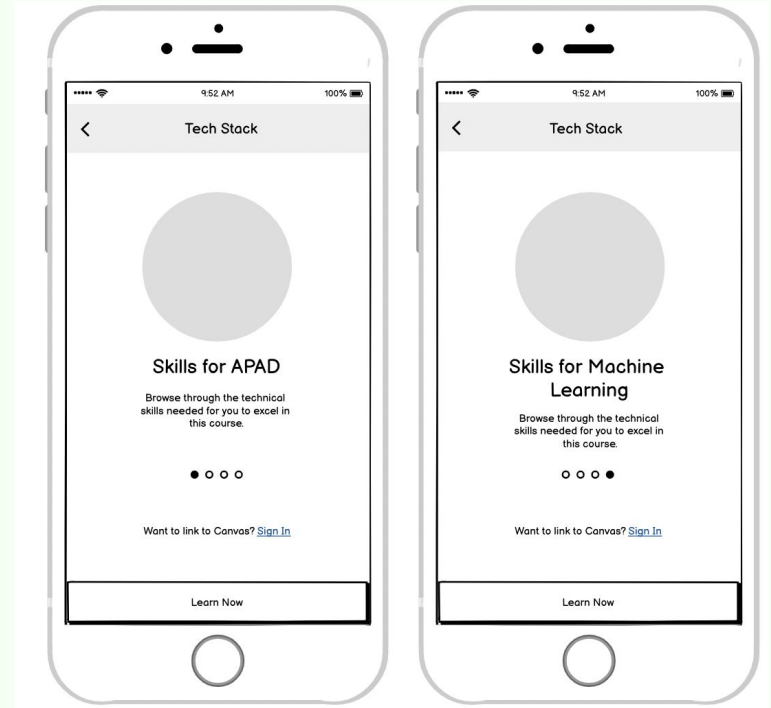 9:52 AM 100%
Tech Stack
Skills for APAD
Browse through the technical
skills needed for you to excel in
this course.
Want to link to Canvas? Sign In
Learn Now
9:52 AM 100%
Tech Stack
Skills for Machine
Learning
Browse through the technical
skills needed for you to excel in
this course.
Want to link to Canvas? Sign In
Learn Now